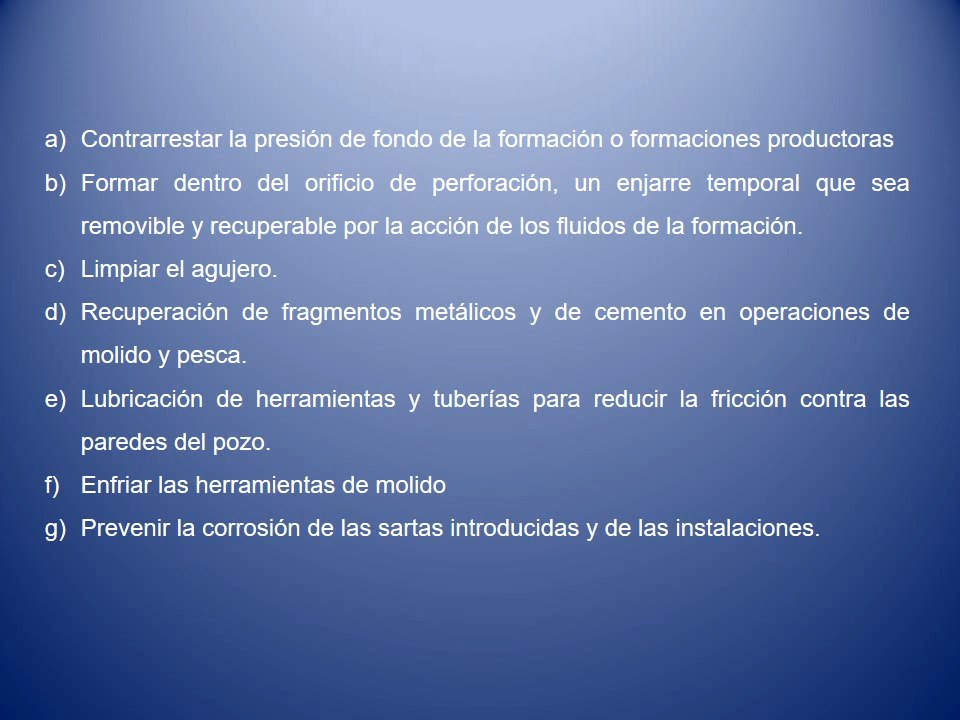 a) Contrarrestar la presión de fondo de la formación o formaciones productoras
b) Formar dentro del orificio de perforación, un enjarre temporal que sea
removible y recuperable por la acción de los fluidos de la formación.
c) Limpiar el agujero.
d) Recuperación de fragmentos metálicos y de cemento en operaciones de
molido y pesca.
e) Lubricación de herramientas y tuberías para reducir la fricción contra las
paredes del pozo.
f) Enfriar las herramientas de molido
g) Prevenir la corrosión de las sartas introducidas y de las instalaciones.